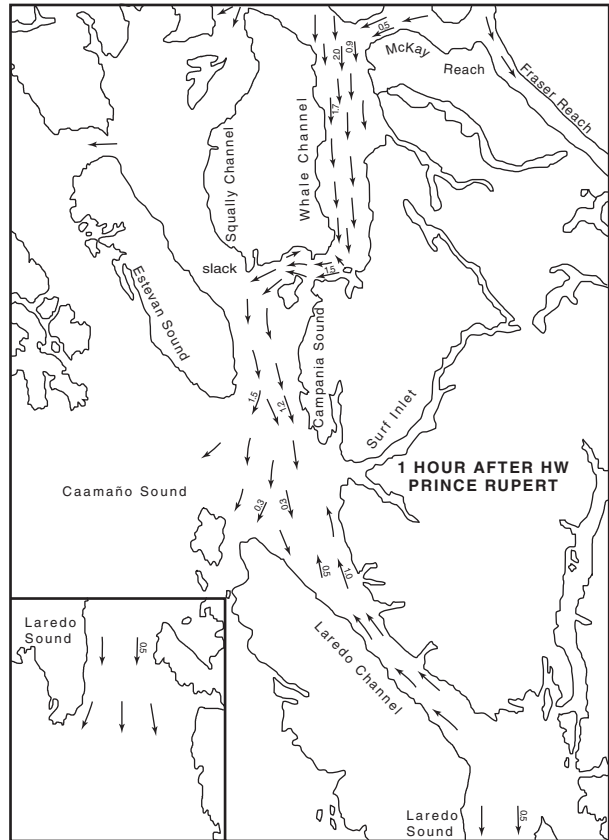 0.5
2.0
0.9
McKay
Reach
Fraser Reach
1.7
Squally Channel
Whale Channel
slack
1.5
Estevan Sound
Campania Sound
1.5
1.2
Surf Inlet
1 HOUR AFTER HW
PRINCE RUPERT
Caamaño Sound
0.3
0.3
0.5
1.0
Laredo
Sound
0.5
Laredo Channel
Laredo
Sound
0.5